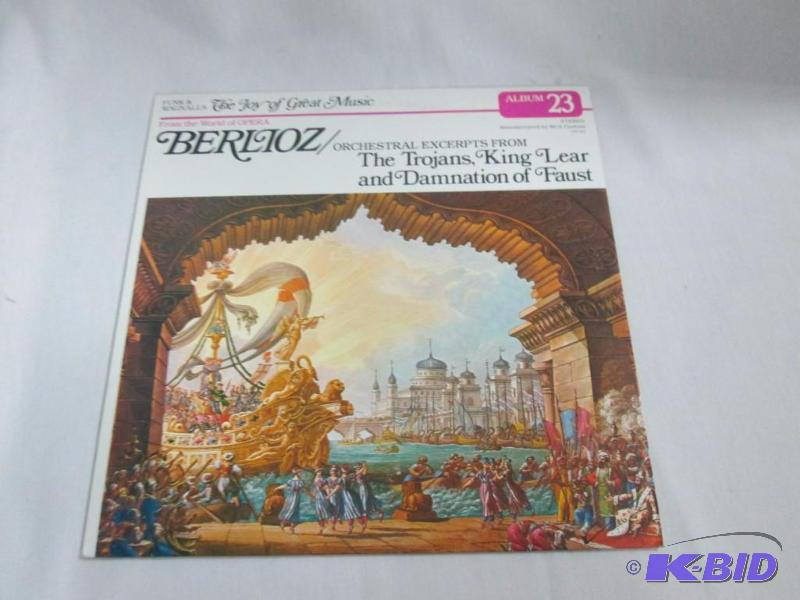 FUNK &
WAGNALLS The Joy of Great Music
ALBUM 23
From the World of OPERA
STEREO
BERLIOZ/ORCHESTRAL EXCERPTS FROM
The Trojans, King Lear
and Damnation of Faust
© K-BID